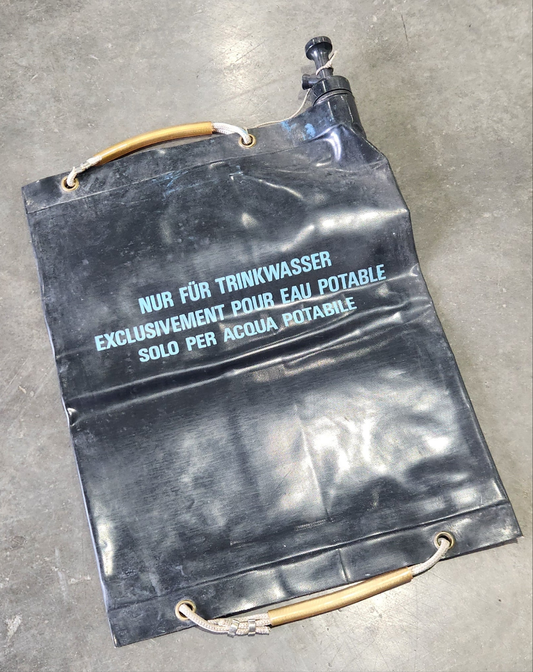 NUR FÜR TRINKWASSER
EXCLUSIVEMENT POUR EAU POTABLE
SOLO PER ACQUA POTABILE